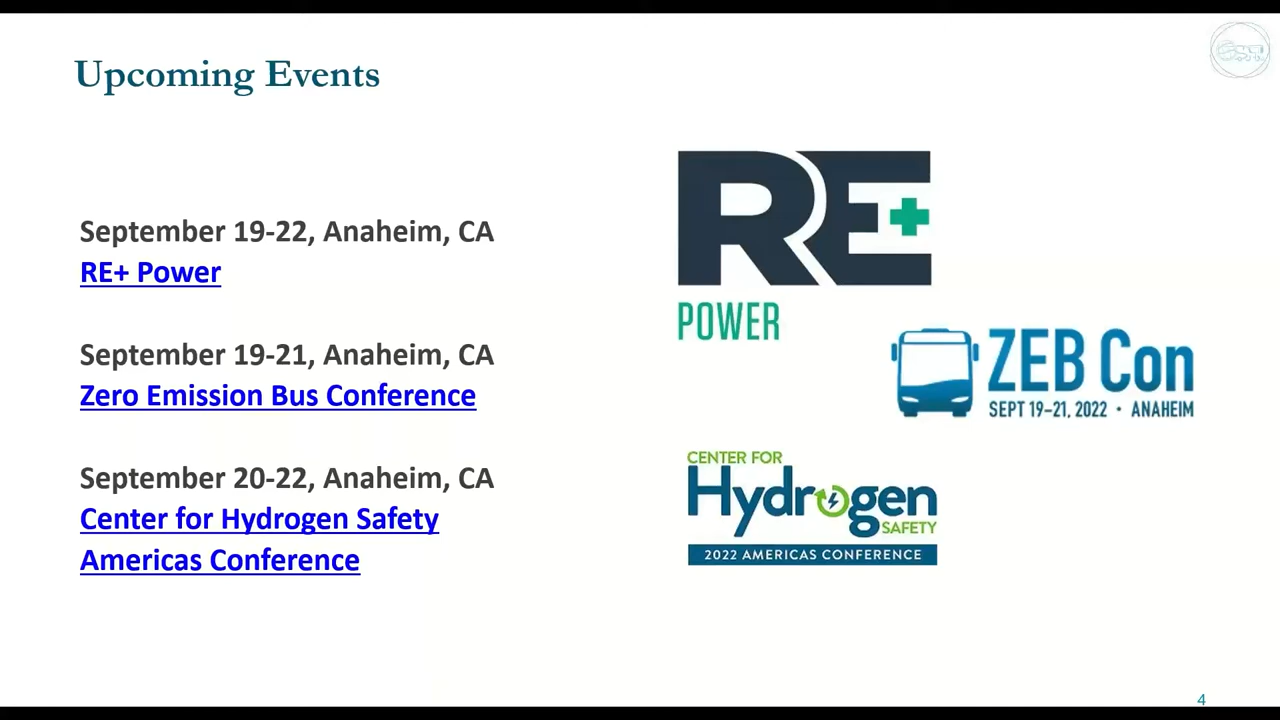 Upcoming Events
September 19-22, Anaheim, CA
RE+ Power
September 19-21, Anaheim, CA
Zero Emission Bus Conference
September 20-22, Anaheim, CA
Center for Hydrogen Safety
Americas Conference
RE+
POWER
ZEB Con
SEPT 19–21, 2022 · ANAHEIM
CENTER FOR
Hydrogen
SAFETY
2022 AMERICAS CONFERENCE
4